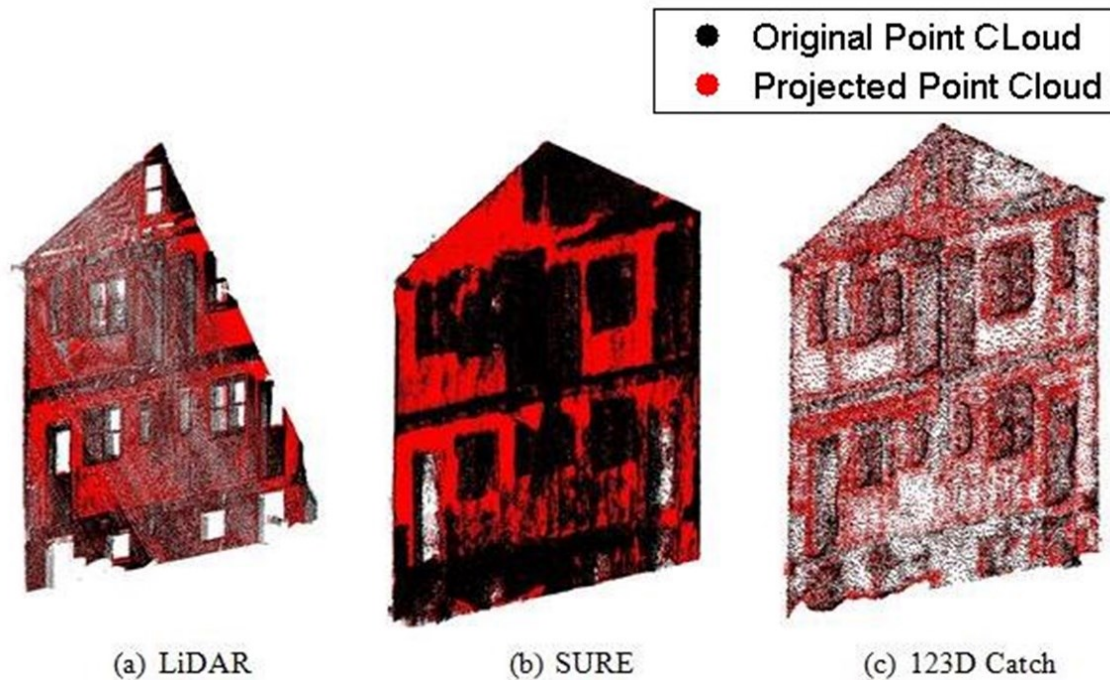 Original Point CLoud
Projected Point Cloud
(a) LiDAR
(b) SURE
(c) 123D Catch